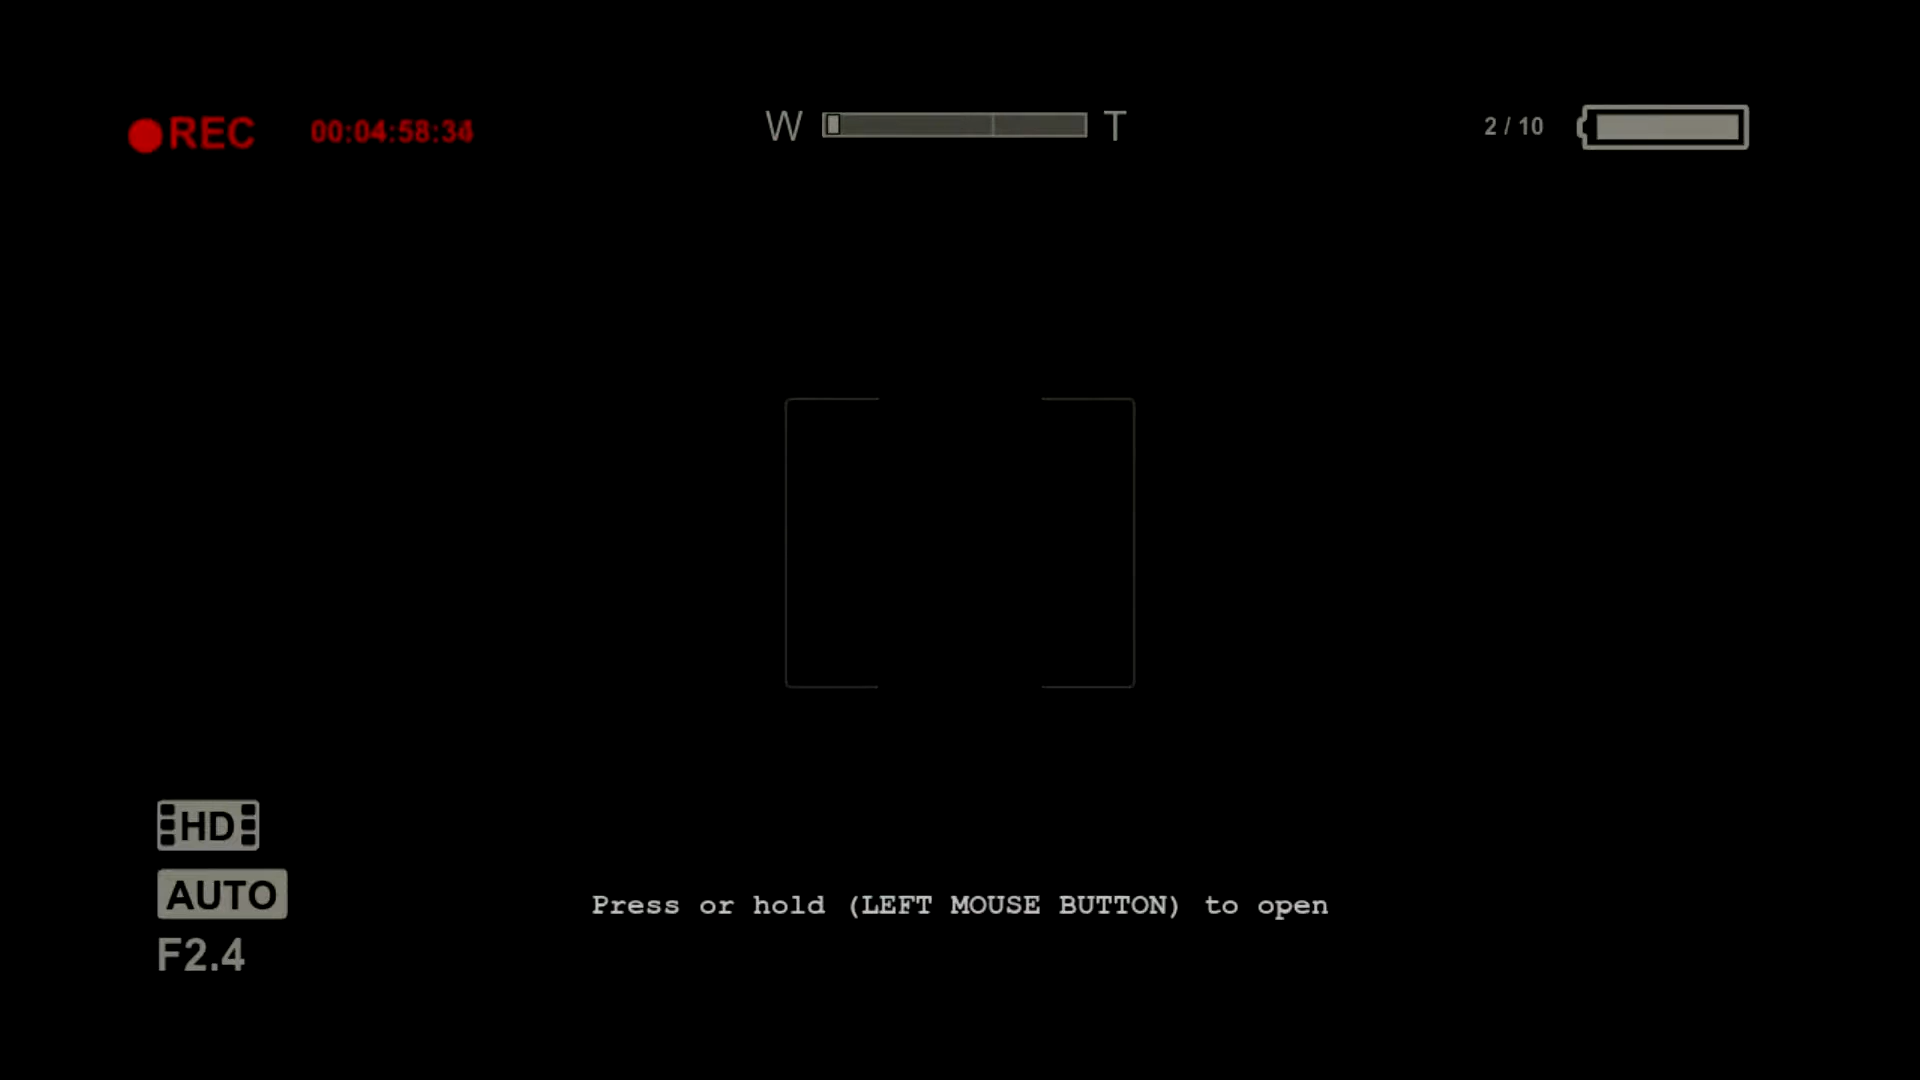 REC 00:04:58:34
W T
2 / 10
HD
AUTO
F2.4
Press or hold (LEFT MOUSE BUTTON) to open